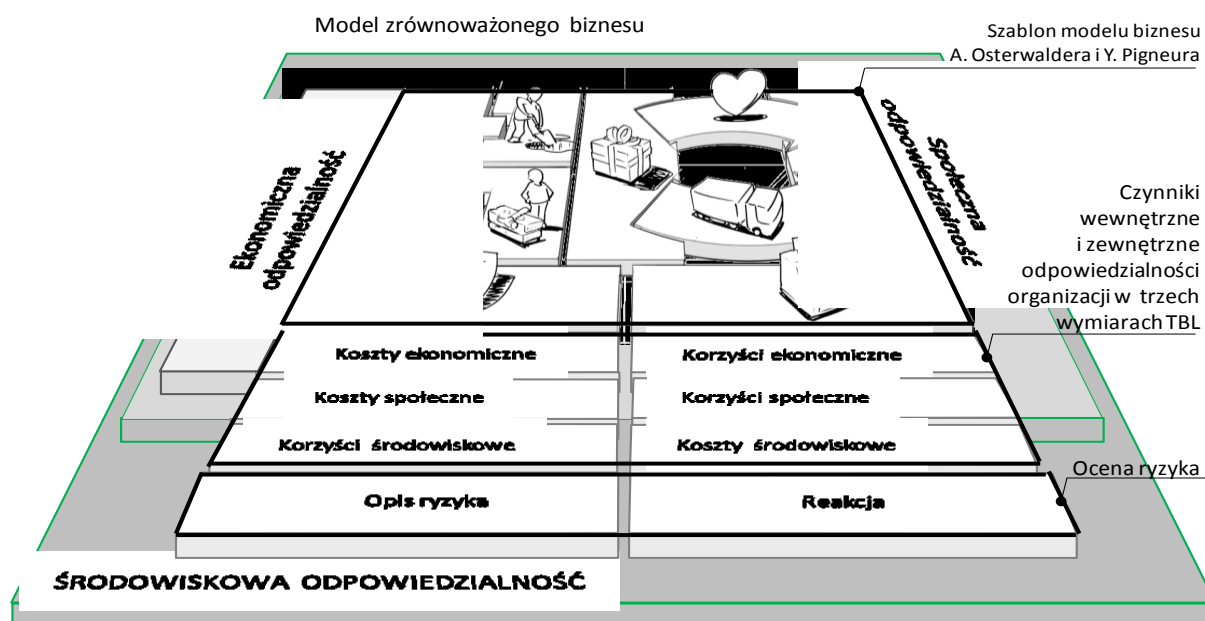 Model zrównoważonego biznesu
Szablon modelu biznesu
A. Osterwaldera i Y. Pigneura
Ekonomiczna
odpowiedzialność
Społeczna
odpowiedzialność
Czynniki
wewnętrzne
i zewnętrzne
odpowiedzialności
organizacji w trzech
wymiarach TBL
Koszty ekonomiczne
Korzyści ekonomiczne
Koszty społeczne
Korzyści społeczne
Korzyści środowiskowe
Koszty środowiskowe
Ocena ryzyka
Opis ryzyka
Reakcja
ŚRODOWISKOWA ODPOWIEDZIALNOŚĆ